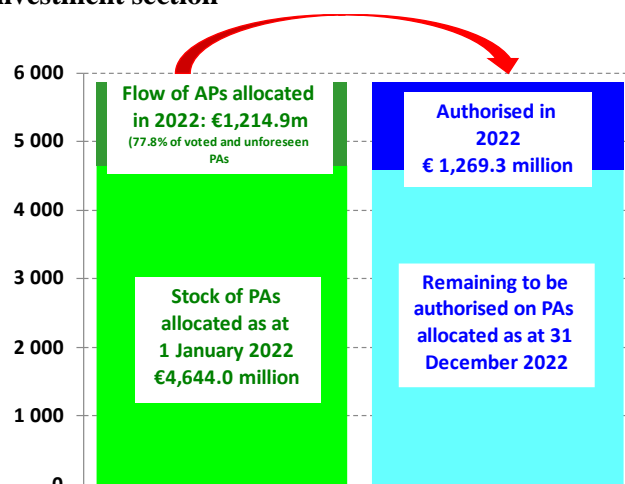 nvestment section
6 000
5 000
4 000
3 000
2 000
1 000
0
Flow of APs allocated
in 2022: €1,214.9m
(77.8% of voted and unforeseen
PAs
Stock of PAs
allocated as at
1 January 2022
€4,644.0 million
Authorised in
2022
€ 1,269.3 million
Remaining to be
authorised on PAs
allocated as at 31
December 2022